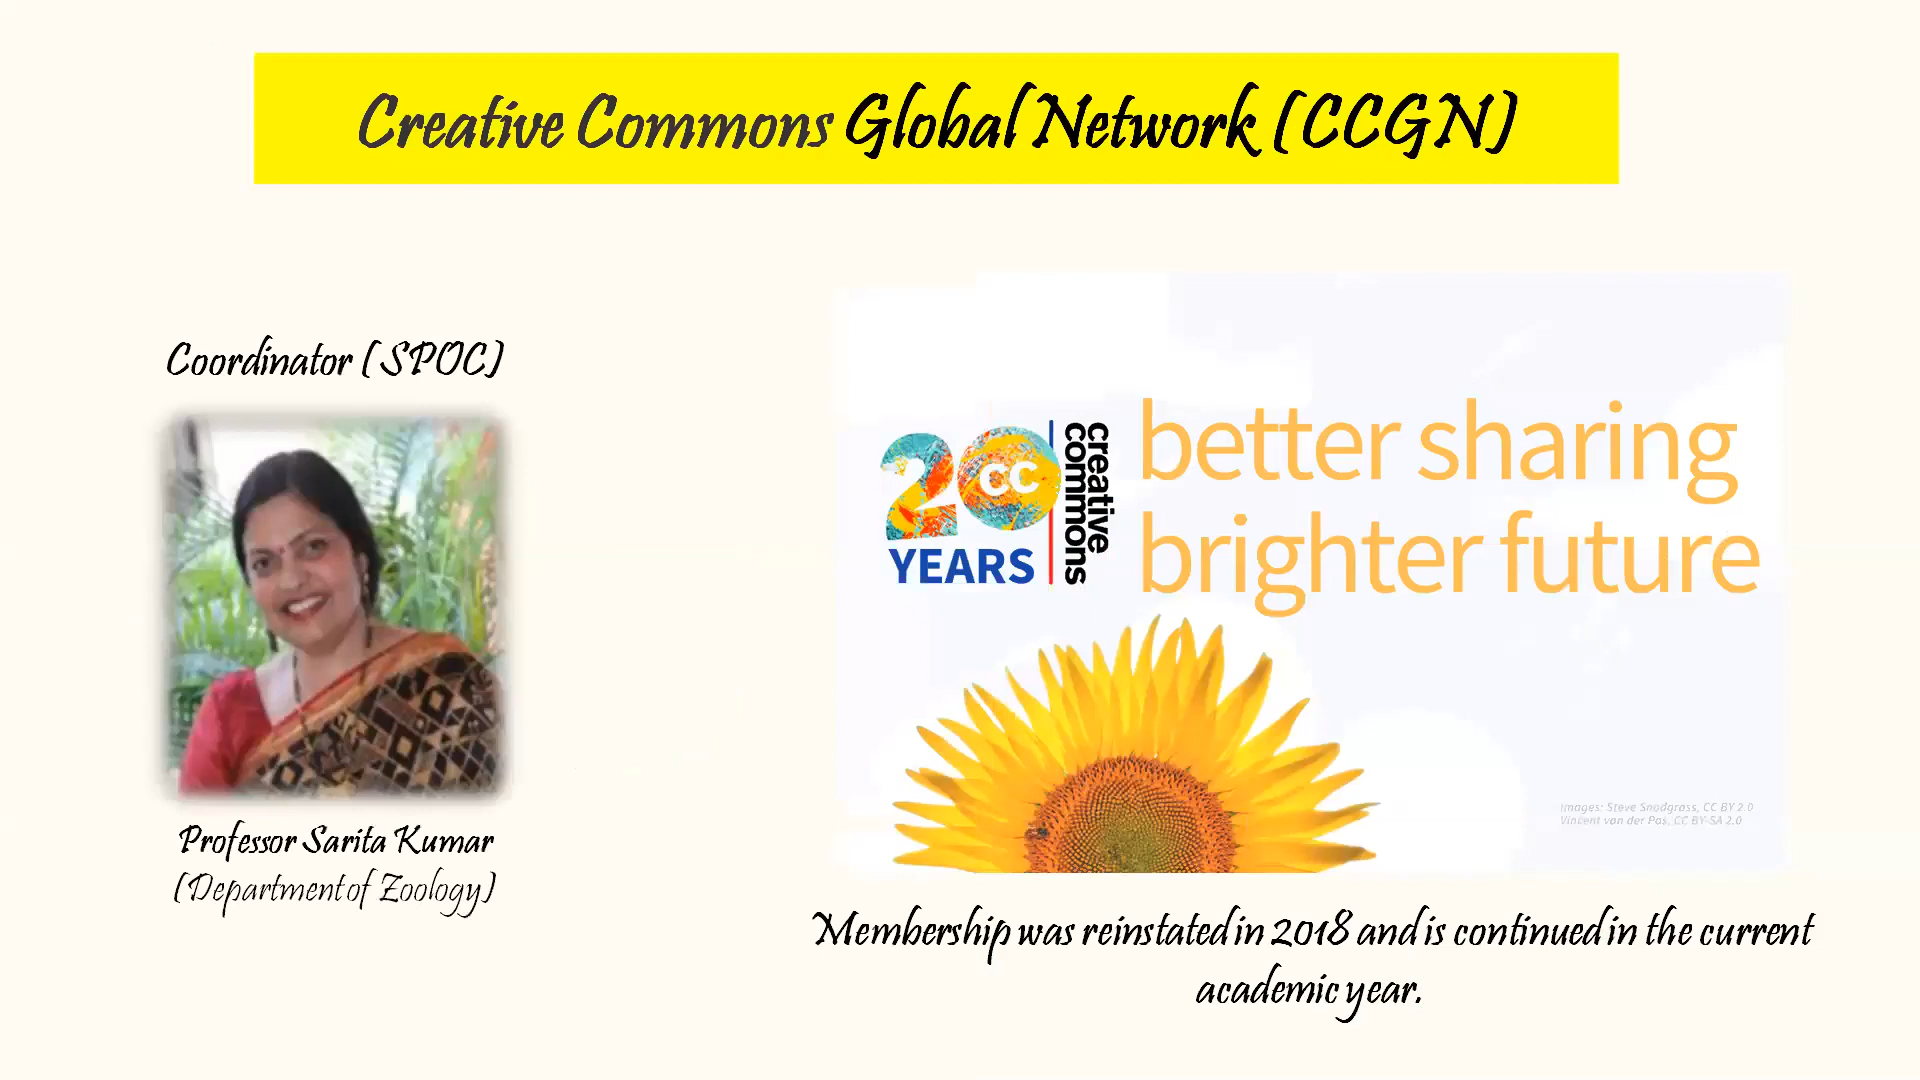 Creative Commons Global Network (CCGN)
Coordinator (SPOC)
Professor Sarita Kumar
(Department of Zoology)
20 CC
YEARS
creative
commons
better sharing
brighter future
Images: Steve Snodgrass, CC BY 2.0
Vincent van der Pas, CC BY-SA 2.0
Membership was reinstated in 2018 and is continued in the current
academic year.